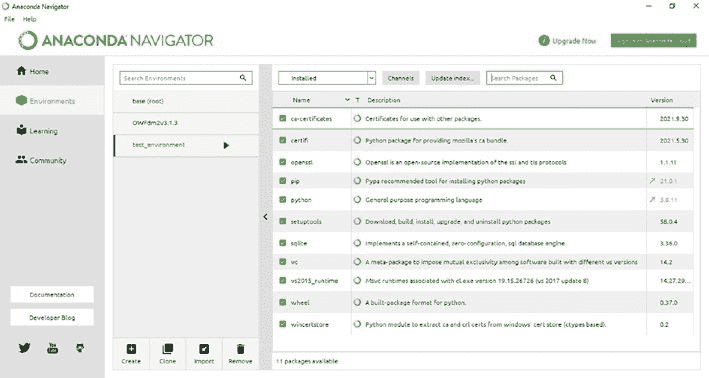 Anaconda Navigator
File Help
ANACONDA NAVIGATOR
Upgrade Now
Home
Environments
Learning
Community
Documentation
Developer Blog
Search Environments
base (root)
test_environment
Create Clone Import Remove
Installed Channels Update index... Search Packages
Name T Description Version
ca-certificates Certificates for use with other packages. 2021.5.30
certifi Python package for providing mozilla's ca bundle. 2021.5.30
openssl Openssl is an open-source implementation of the ssl and tls protocols
pip Pypa recommended tool for installing python packages 21.0.1
python General purpose programming language 3.8.11
setuptools Download, build, install, upgrade, and uninstall python packages 58.0.4
sqlite Implements a self-contained, zero-configuration, sql database engine 3.36.0
vc A meta-package to impose mutual exclusivity among software built with different vs versions 14.2
vs2015_runtime Msvc runtimes associated with cl.exe version 19.15.26726 (vs 2017 update 8) 14.27.29...
wheel A built-package format for python. 0.37.0
wincertstore Python module to extract ca and crl certs from windows' cert store (ctypes based). 0.2
11 packages available